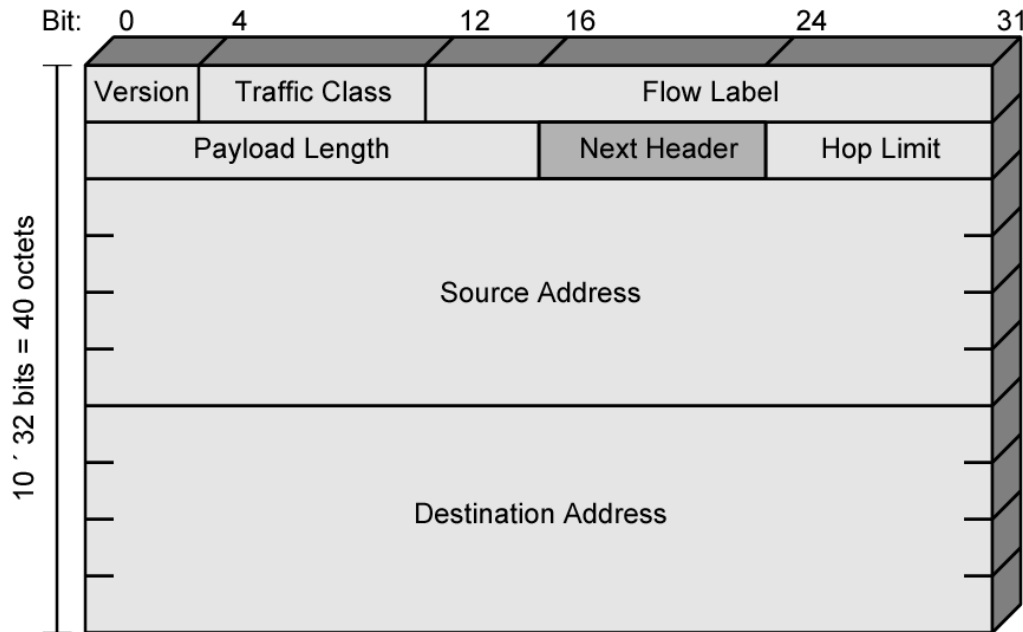 Bit: 0 4 12 16 24 31
Version Traffic Class Flow Label
Payload Length Next Header Hop Limit
Source Address
Destination Address
10 ´ 32 bits = 40 octets